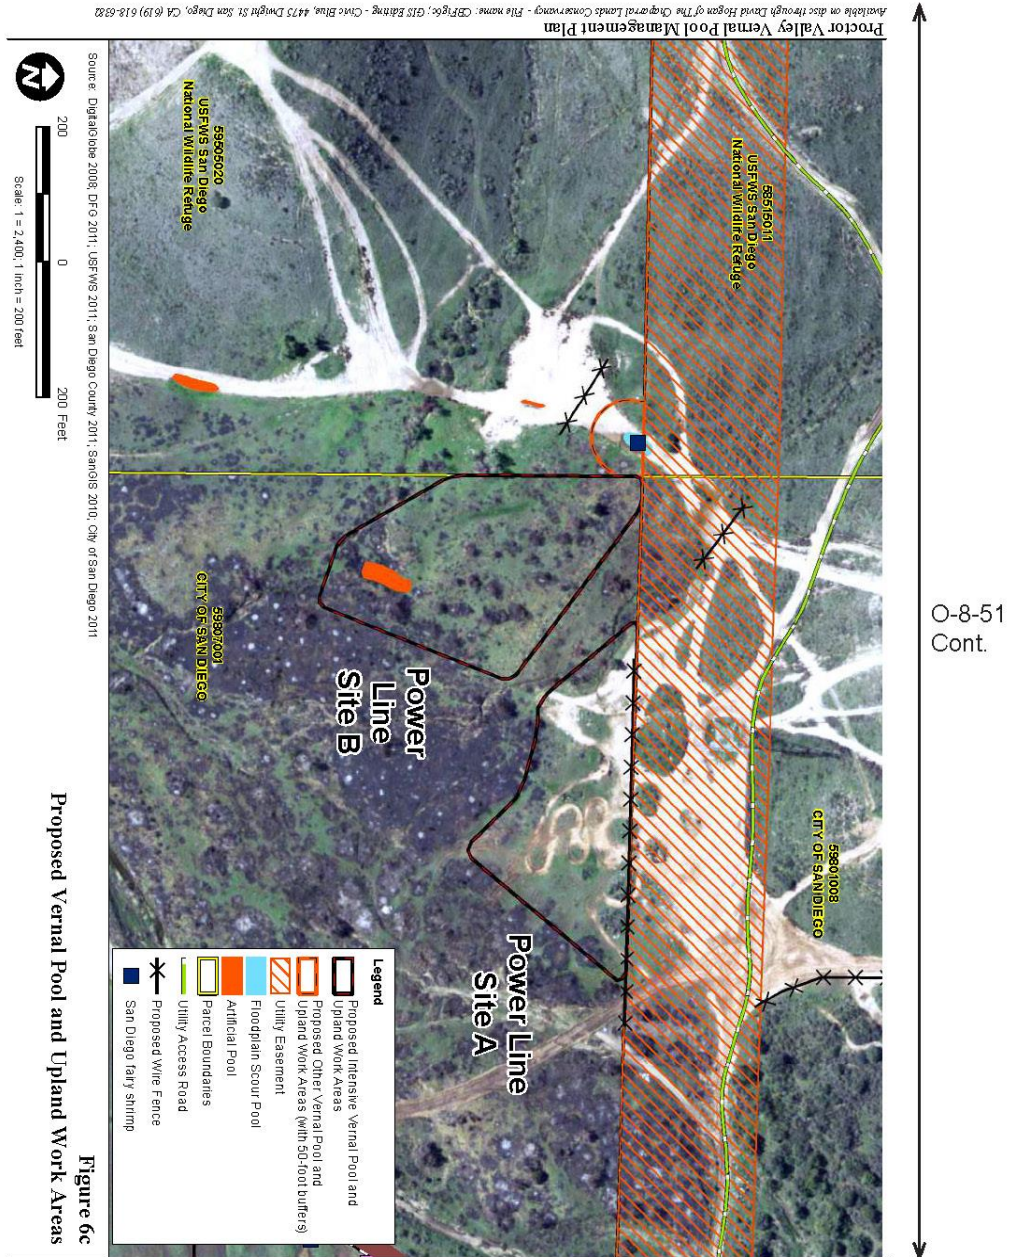 O-8-51
Cont.
Available on disc through David Hogan of The Chaparral Lands Conservancy - File name: CBFRg6c; GIS Editing - Civic Blue, 4475 Dwight St. San Diego, CA (619) 618-6382
Proctor Valley Vernal Pool Management Plan
58515011
USFWS San Diego
National Wildlife Refuge
59505020
USFWS San Diego
National Wildlife Refuge
59801008
CITY OF SAN DIEGO
59807001
CITY OF SAN DIEGO
Power
Line
Site B
Power Line
Site A
Legend
Proposed Intensive Vernal Pool and
Upland Work Areas
Proposed Other Vernal Pool and
Upland Work Areas (with 50-foot buffers)
Utility Easement
Floodplain Scour Pool
Artificial Pool
Parcel Boundaries
Utility Access Road
Proposed Wire Fence
San Diego fairy shrimp
N
200 0 200 Feet
Scale: 1 = 2,400; 1 inch = 200 feet
Source: DigitalGlobe 2008; DFG 2011; USFWS 2011; San Diego County 2011; SanGIS 2010; City of San Diego 2011
Figure 6c
Proposed Vernal Pool and Upland Work Areas